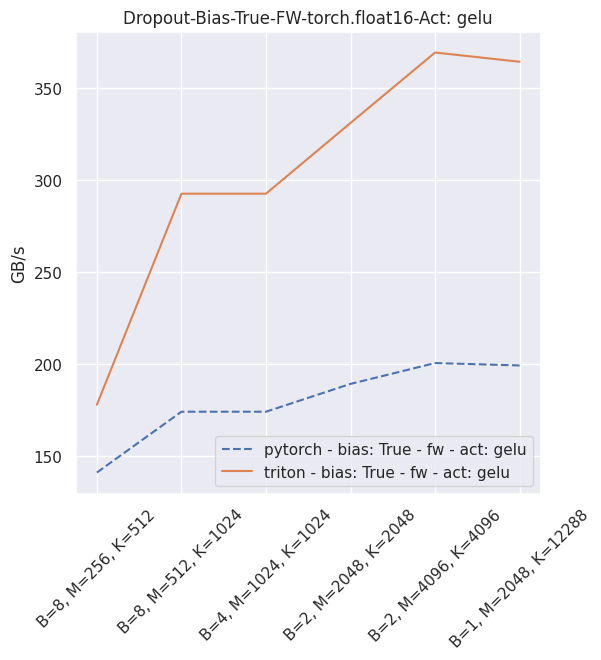 Dropout-Bias-True-FW-torch.float16-Act: gelu
GB/s
350
300
250
200
150
pytorch - bias: True - fw - act: gelu
triton - bias: True - fw - act: gelu
B=8, M=256, K=512
B=8, M=512, K=1024
B=4, M=1024, K=1024
B=2, M=2048, K=2048
B=2, M=4096, K=4096
B=1, M=2048, K=12288